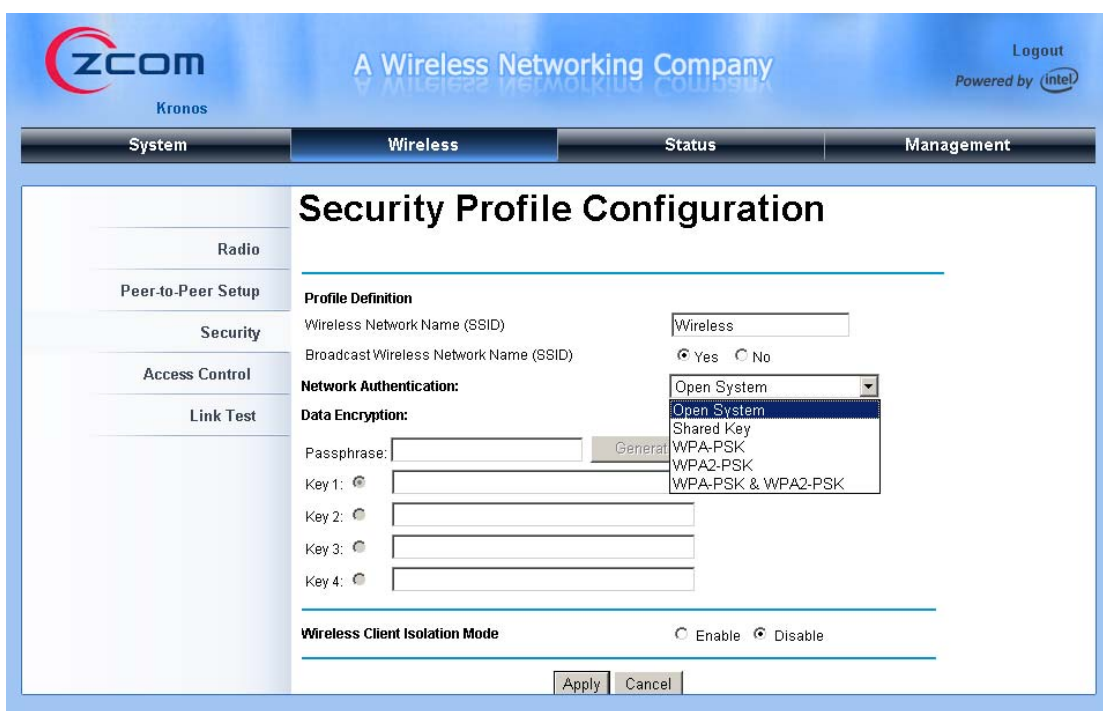 zcom
A Wireless Networking Company
Logout
Powered by intel
Kronos
System Wireless Status Management
Security Profile Configuration
Radio
Peer-to-Peer Setup
Security
Access Control
Link Test
Profile Definition
Wireless Network Name (SSID) Wireless
Broadcast Wireless Network Name (SSID) Yes No
Network Authentication: Open System
Data Encryption:
Open System
Shared Key
WPA-PSK
WPA2-PSK
WPA-PSK & WPA2-PSK
Passphrase: Generat
Key 1:
Key 2:
Key 3:
Key 4:
Wireless Client Isolation Mode Enable Disable
Apply Cancel